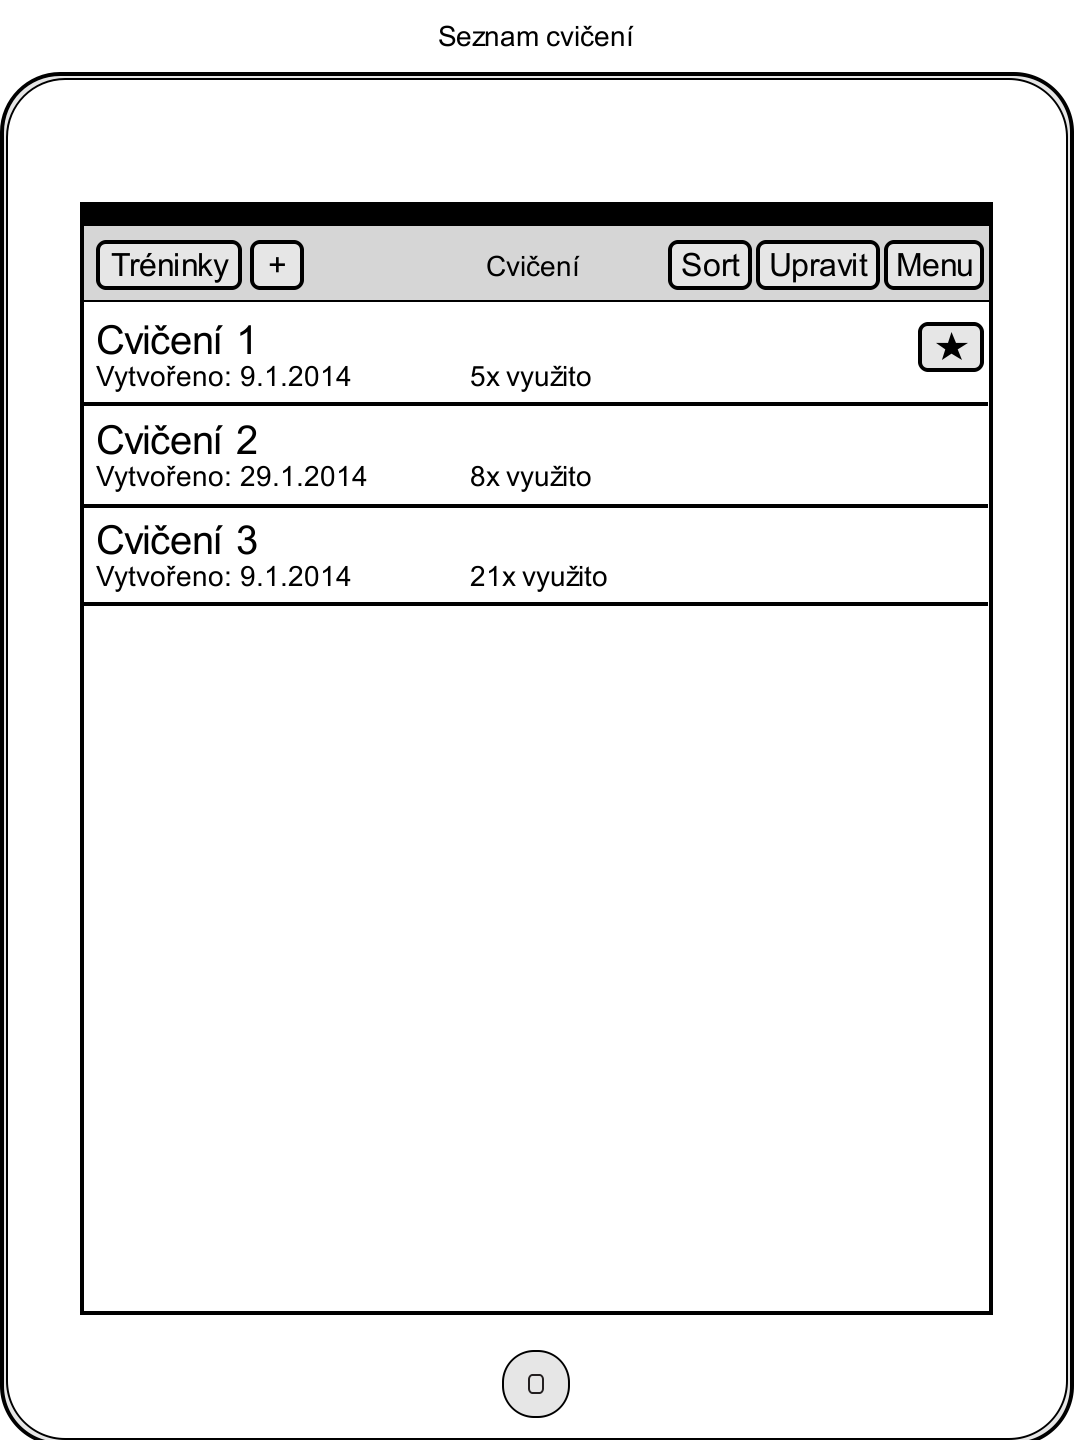 Seznam cvičení
Tréninky + Cvičení Sort Upravit Menu
Cvičení 1 ★
Vytvořeno: 9.1.2014 5x využito
Cvičení 2
Vytvořeno: 29.1.2014 8x využito
Cvičení 3
Vytvořeno: 9.1.2014 21x využito